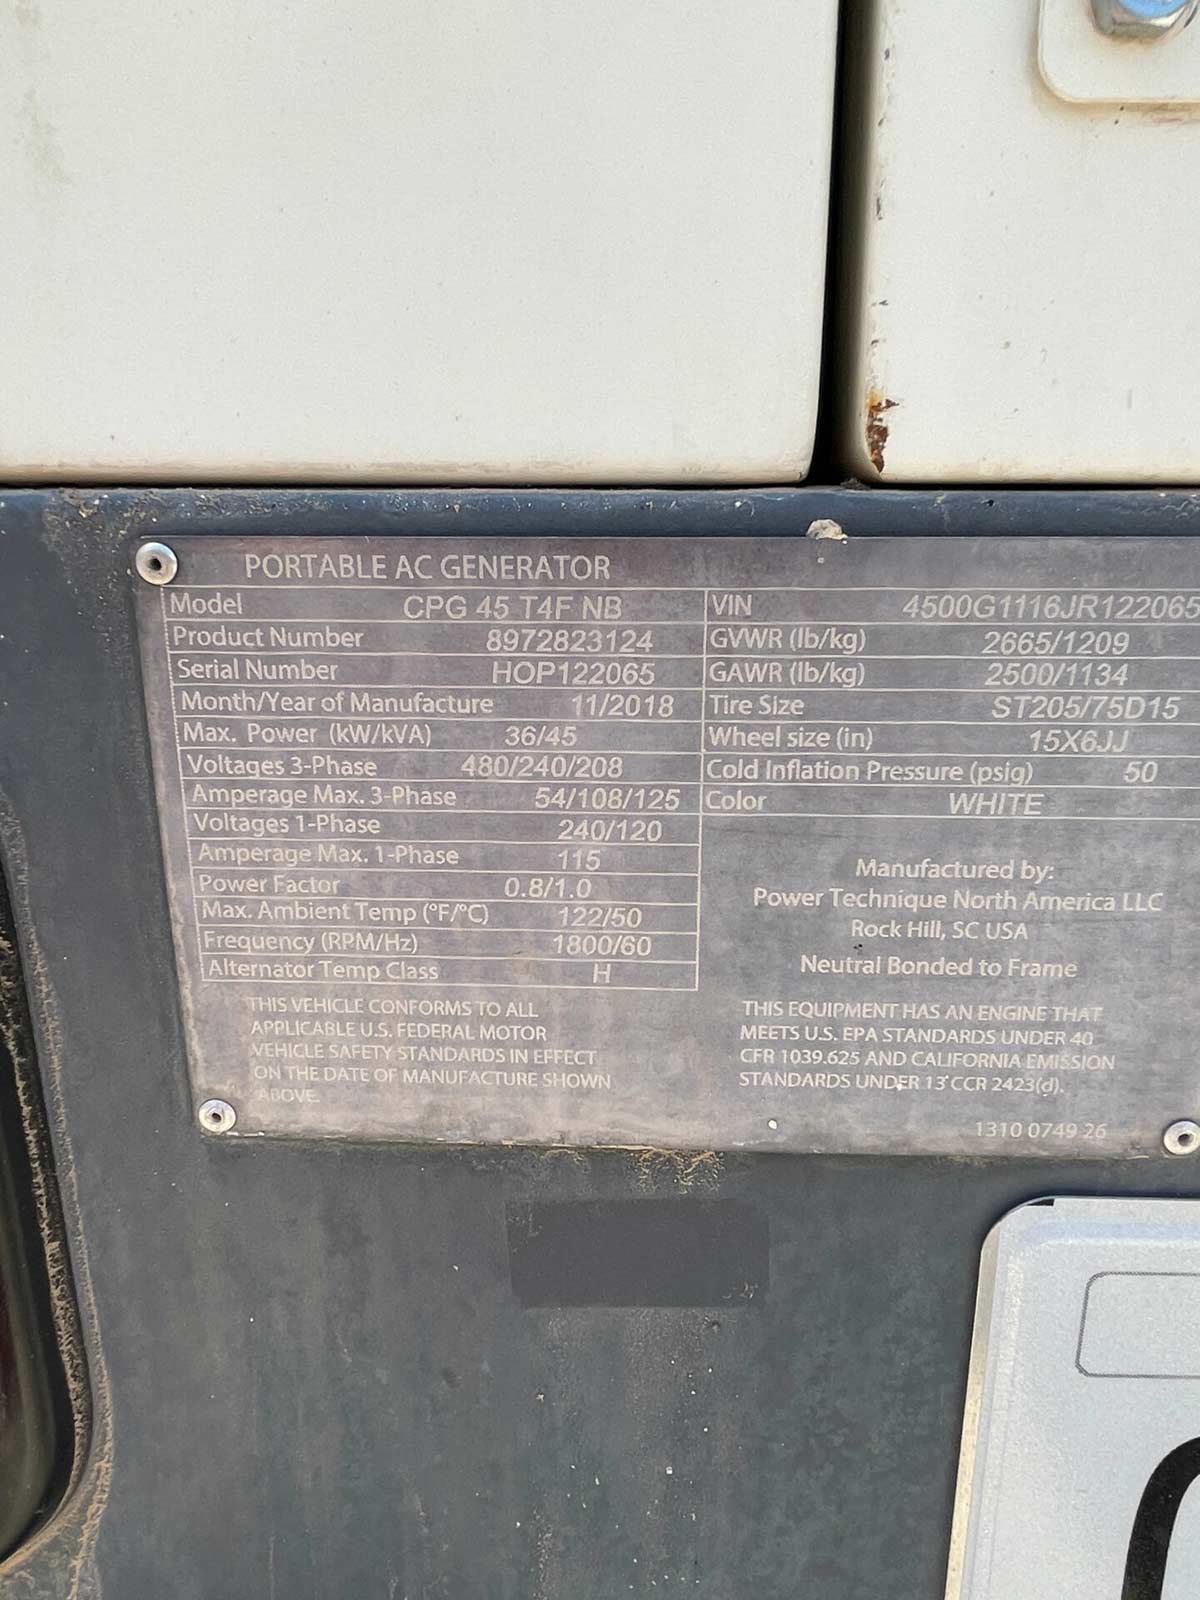 PORTABLE AC GENERATOR
Model CPG 45 T4F NB
Product Number 8972823124
Serial Number HOP122065
Month/Year of Manufacture 11/2018
Max. Power (kW/kVA) 36/45
Voltages 3-Phase 480/240/208
Amperage Max. 3-Phase 54/108/125
Voltages 1-Phase 240/120
Amperage Max. 1-Phase 115
Power Factor 0.8/1.0
Max. Ambient Temp (°F/°C) 122/50
Frequency (RPM/Hz) 1800/60
Alternator Temp Class H
THIS VEHICLE CONFORMS TO ALL
APPLICABLE U.S. FEDERAL MOTOR
VEHICLE SAFETY STANDARDS IN EFFECT
ON THE DATE OF MANUFACTURE SHOWN
ABOVE.
VIN 4500G1116JR122065
GVWR (lb/kg) 2665/1209
GAWR (lb/kg) 2500/1134
Tire Size ST205/75D15
Wheel size (in) 15X6JJ
Cold Inflation Pressure (psig) 50
Color WHITE
Manufactured by:
Power Technique North America LLC
Rock Hill, SC USA
Neutral Bonded to Frame
THIS EQUIPMENT HAS AN ENGINE THAT
MEETS U.S. EPA STANDARDS UNDER 40
CFR 1039.625 AND CALIFORNIA EMISSION
STANDARDS UNDER 13 CCR 2423(d).
1310 0749 26